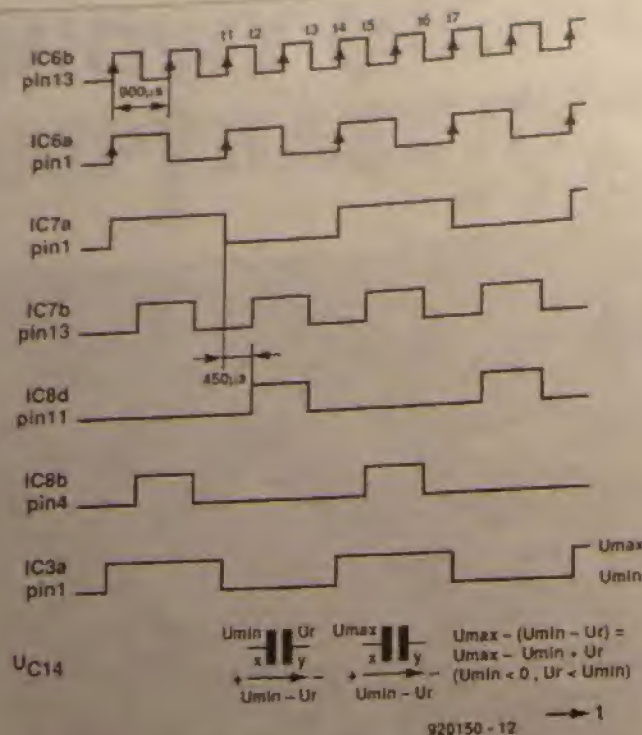 t1 t2 t3 t4 t5 t6 t7
IC6b
pin13
900µs
IC6a
pin1
IC7a
pin1
IC7b
pin13
450µs
IC8d
pin11
IC8b
pin4
IC3a
pin1
Umax
Umin
UC14
Umin Ur
x y
+ −
Umin − Ur
Umax
x y
+ −
Umin − Ur
Umax − (Umin − Ur) =
Umax − Umin + Ur
(Umin < 0 , Ur < Umin)
920150 - 12
t